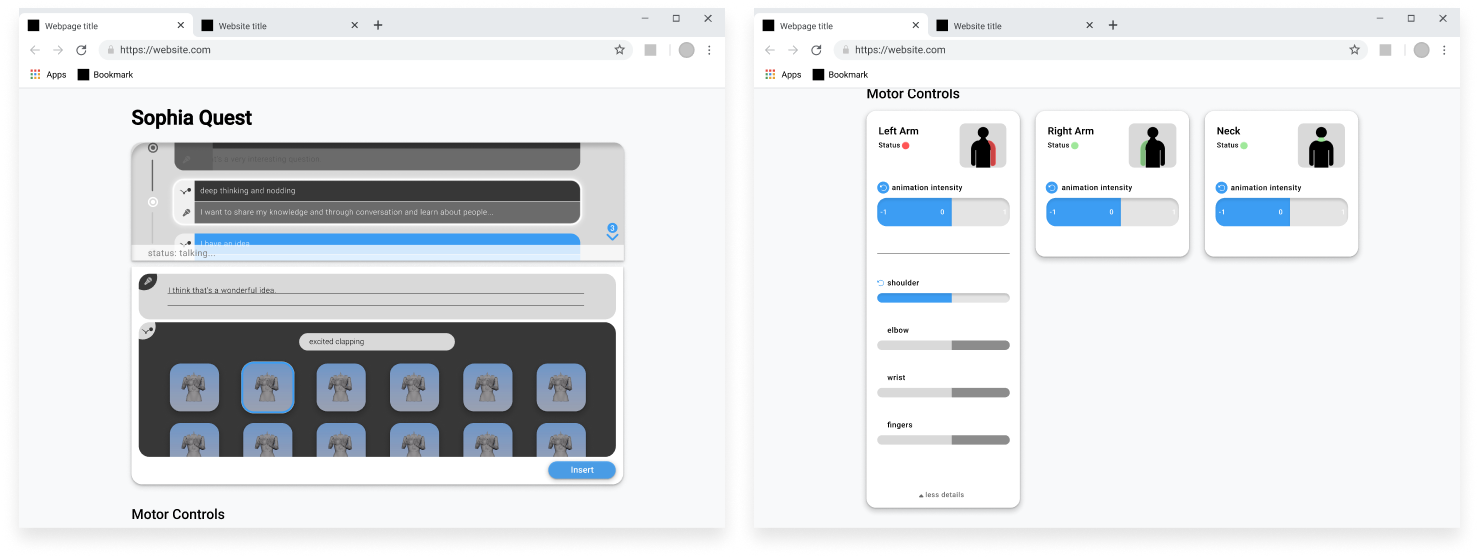 Webpage title
Website title
https://website.com
Apps
Bookmark
Sophia Quest
's a very interesting question
deep thinking and nodding
I want to share my knowledge and through conversation and learn about people...
3
I have an idea
status: talking...
I think that's a wonderful idea.
excited clapping
Insert
Motor Controls
Webpage title
Website title
https://website.com
Apps
Bookmark
Motor Controls
Left Arm
Status
animation intensity
-1 0 1
shoulder
elbow
wrist
fingers
less details
Right Arm
Status
animation intensity
-1 0 1
Neck
Status
animation intensity
-1 0 1